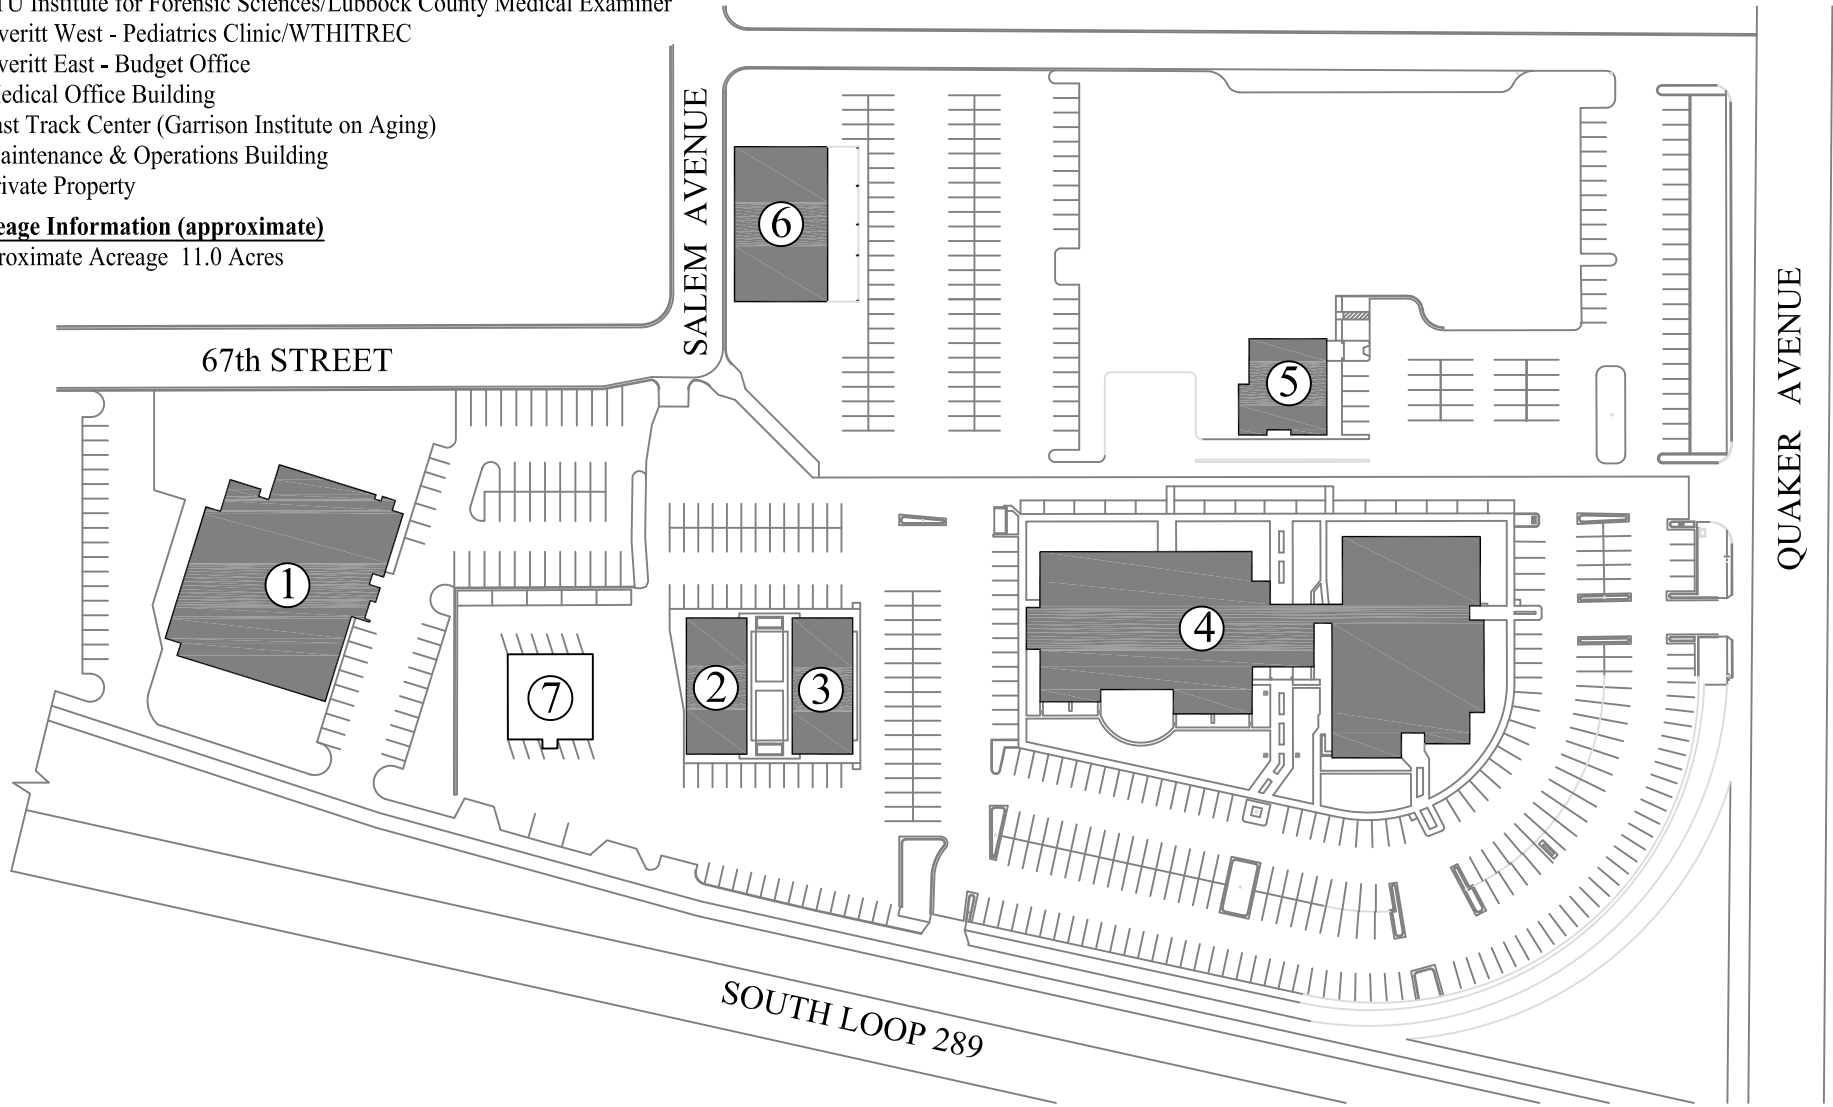 TU Institute for Forensic Sciences/Lubbock County Medical Examiner
veritt West - Pediatrics Clinic/WTHITREC
veritt East - Budget Office
edical Office Building
ast Track Center (Garrison Institute on Aging)
aintenance & Operations Building
rivate Property
eage Information (approximate)
roximate Acreage 11.0 Acres
SALEM AVENUE
6
67th STREET
5
QUAKER AVENUE
1
4
2
3
7
SOUTH LOOP 289